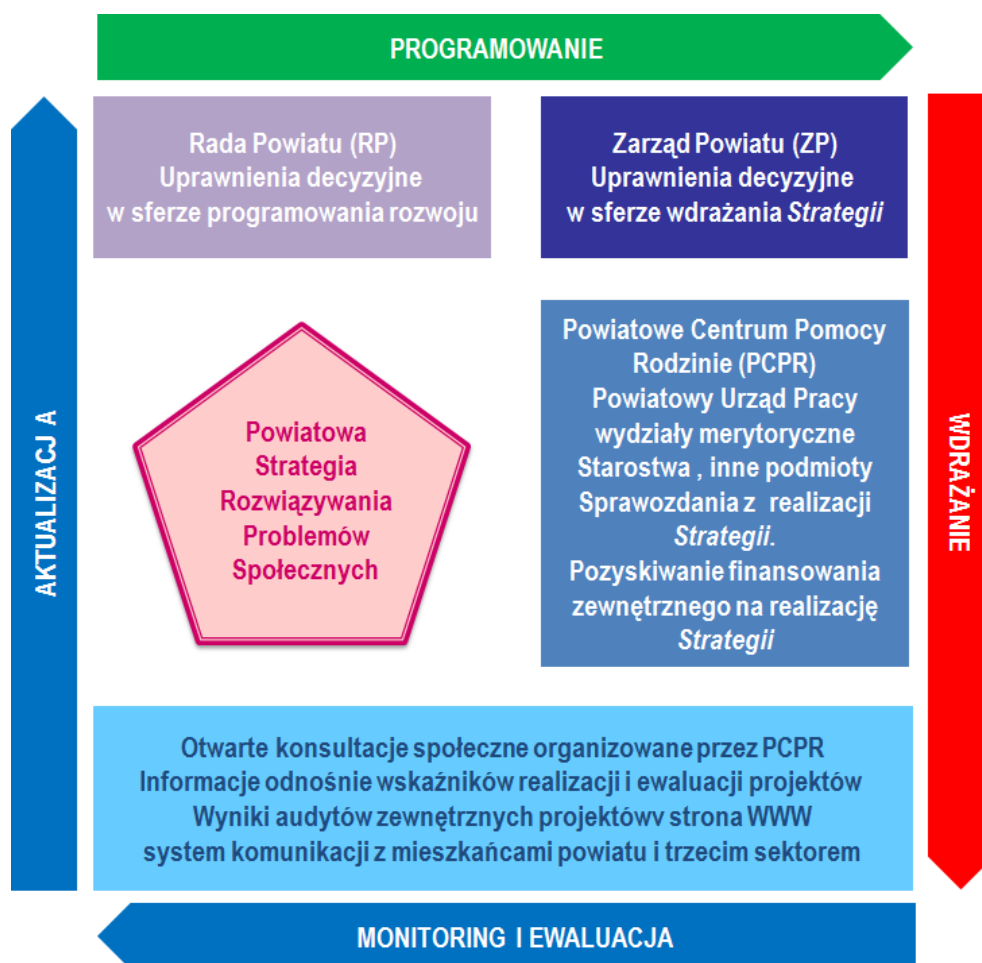 PROGRAMOWANIE
Rada Powiatu (RP)
Uprawnienia decyzyjne
w sferze programowania rozwoju
Zarząd Powiatu (ZP)
Uprawnienia decyzyjne
w sferze wdrażania Strategii
AKTUALIZACJ A
Powiatowa
Strategia
Rozwiązywania
Problemów
Społecznych
Powiatowe Centrum Pomocy
Rodzinie (PCPR)
Powiatowy Urząd Pracy
wydziały merytoryczne
Starostwa , inne podmioty
Sprawozdania z realizacji
Strategii.
Pozyskiwanie finansowania
zewnętrznego na realizację
Strategii
WDRAŻANIE
Otwarte konsultacje społeczne organizowane przez PCPR
Informacje odnośnie wskaźników realizacji i ewaluacji projektów
Wyniki audytów zewnętrznych projektówv strona WWW
system komunikacji z mieszkańcami powiatu i trzecim sektorem
MONITORING I EWALUACJA